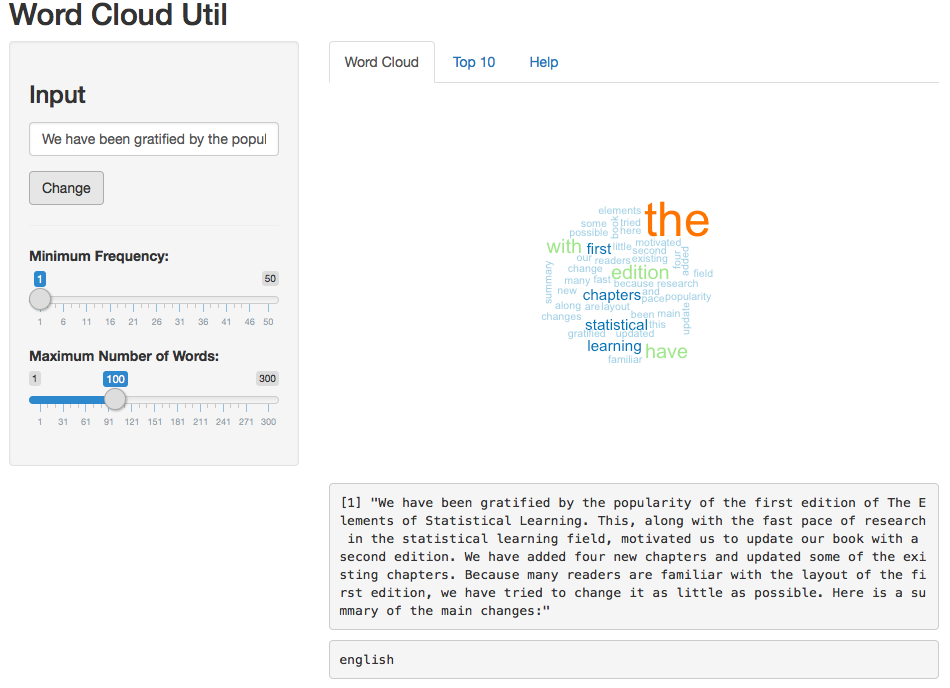 Word Cloud Util
Input
We have been gratified by the popul
Change
Minimum Frequency:
1 50
1 6 11 16 21 26 31 36 41 46 50
Maximum Number of Words:
1 100 300
1 31 61 91 121 151 181 211 241 271 300
Word Cloud Top 10 Help
elements the
some book tried
possible here
with first little motivated
second
our readers existing four added
change edition field
summary many fast because research
new chapters and
pace popularity
along are layout
changes been main update
statistical this
gratified updated
learning have
familiar
[1] "We have been gratified by the popularity of the first edition of The E
lements of Statistical Learning. This, along with the fast pace of research
 in the statistical learning field, motivated us to update our book with a
second edition. We have added four new chapters and updated some of the exi
sting chapters. Because many readers are familiar with the layout of the fi
rst edition, we have tried to change it as little as possible. Here is a su
mmary of the main changes:"
english